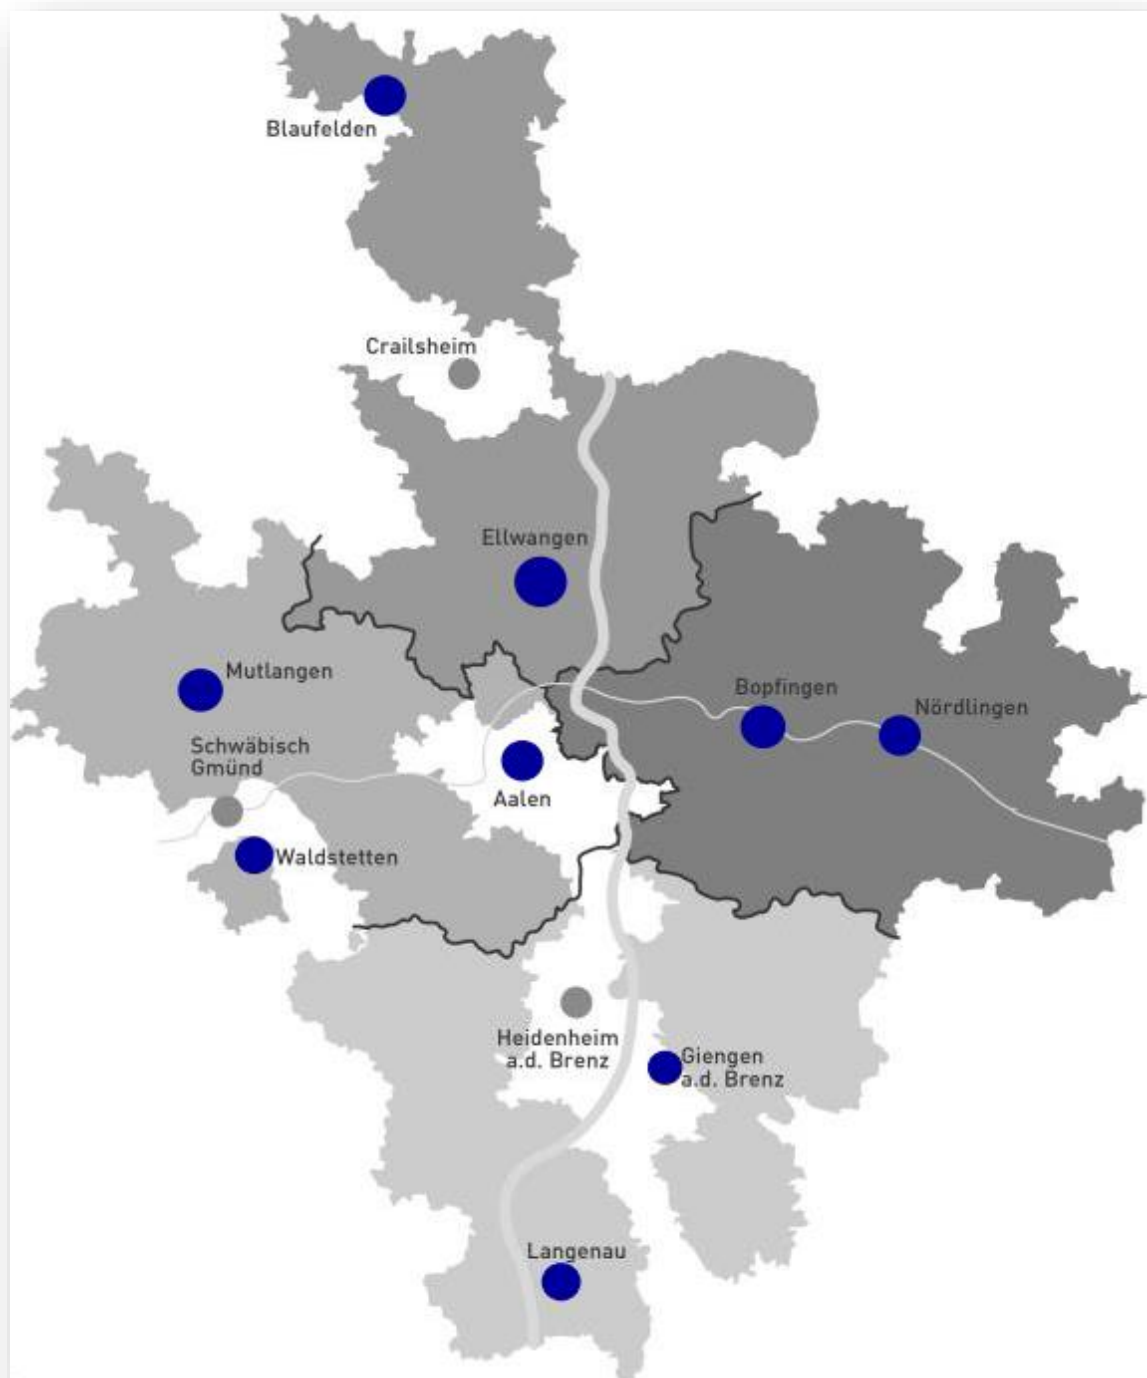 Blaufelden
Crailsheim
Ellwangen
Mutlangen
Bopfingen
Nördlingen
Schwäbisch
Gmünd
Aalen
Waldstetten
Heidenheim
a.d. Brenz
Giengen
a.d. Brenz
Langenau